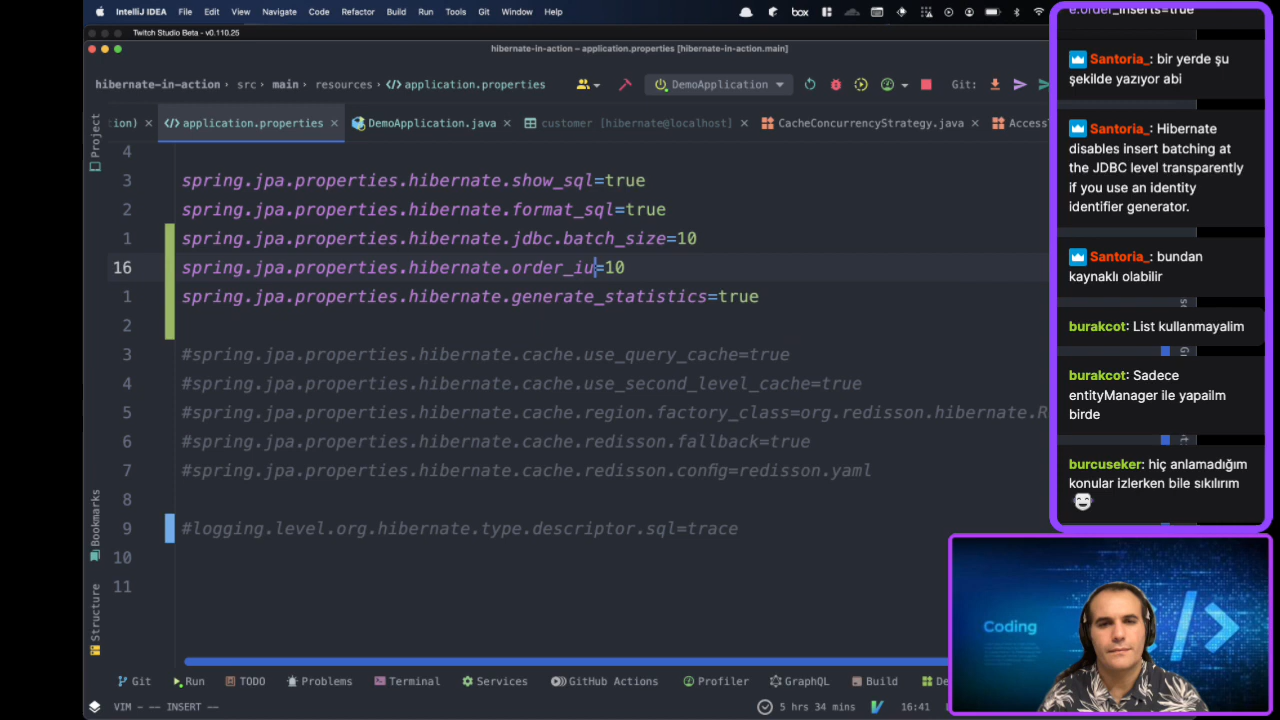 IntelliJ IDEA File Edit View Navigate Code Refactor Build Run Tools Git Window Help
box
Twitch Studio Beta - v0.110.25
hibernate-in-action – application.properties [hibernate-in-action.main]
hibernate-in-action › src › main › resources › application.properties
DemoApplication
Git:
ion) application.properties DemoApplication.java customer [hibernate@localhost] CacheConcurrencyStrategy.java Access
Project
4
3 spring.jpa.properties.hibernate.show_sql=true
2 spring.jpa.properties.hibernate.format_sql=true
1 spring.jpa.properties.hibernate.jdbc.batch_size=10
16 spring.jpa.properties.hibernate.order_iu=10
1 spring.jpa.properties.hibernate.generate_statistics=true
2
3 #spring.jpa.properties.hibernate.cache.use_query_cache=true
4 #spring.jpa.properties.hibernate.cache.use_second_level_cache=true
5 #spring.jpa.properties.hibernate.cache.region.factory_class=org.redisson.hibernate.R
6 #spring.jpa.properties.hibernate.cache.redisson.fallback=true
7 #spring.jpa.properties.hibernate.cache.redisson.config=redisson.yaml
8
9 #logging.level.org.hibernate.type.descriptor.sql=trace
10
11
Bookmarks
Structure
Git Run TODO Problems Terminal Services GitHub Actions Profiler GraphQL Build De
VIM - -- INSERT --
5 hrs 34 mins 16:41
e.order_inserts=true
Santoria_: bir yerde şu
şekilde yazıyor abi
Santoria_: Hibernate
disables insert batching at
the JDBC level transparently
if you use an identity
identifier generator.
Santoria_: bundan
kaynaklı olabilir
burakcot: List kullanmayalim
burakcot: Sadece
entityManager ile yapailm
birde
burcuseker: hiç anlamadığım
konular izlerken bile sıkılırım
Coding